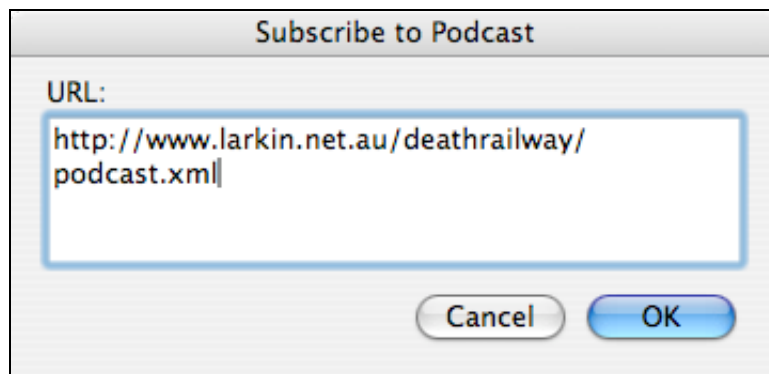 Subscribe to Podcast
URL:
http://www.larkin.net.au/deathrailway/
podcast.xml
Cancel OK